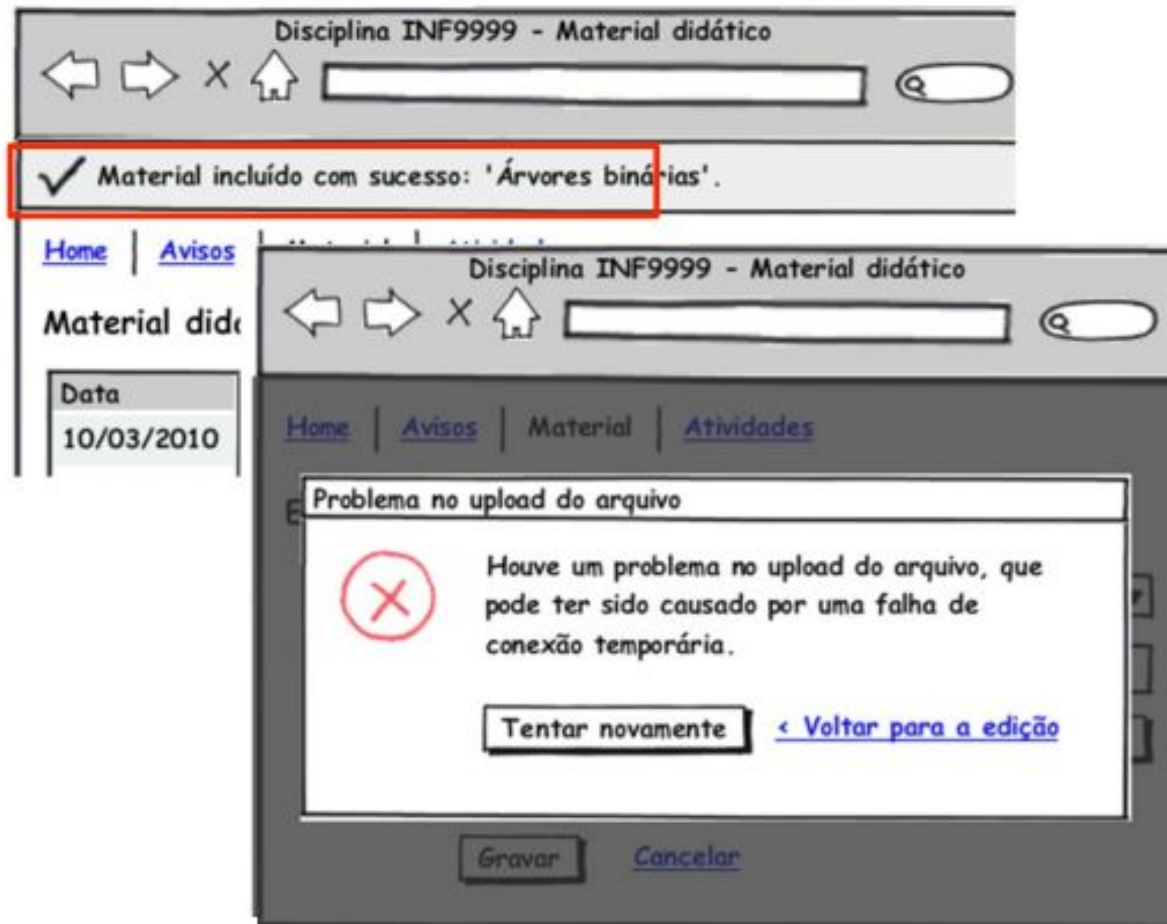 Disciplina INF9999 - Material didático
Material incluído com sucesso: 'Árvores binárias'.
Home | Avisos
Material
Data
10/03/2010
Disciplina INF9999 - Material didático
Home | Avisos | Material | Atividades
Problema no upload do arquivo
Houve um problema no upload do arquivo, que
pode ter sido causado por uma falha de
conexão temporária.
Tentar novamente
< Voltar para a edição
Gravar
Cancelar